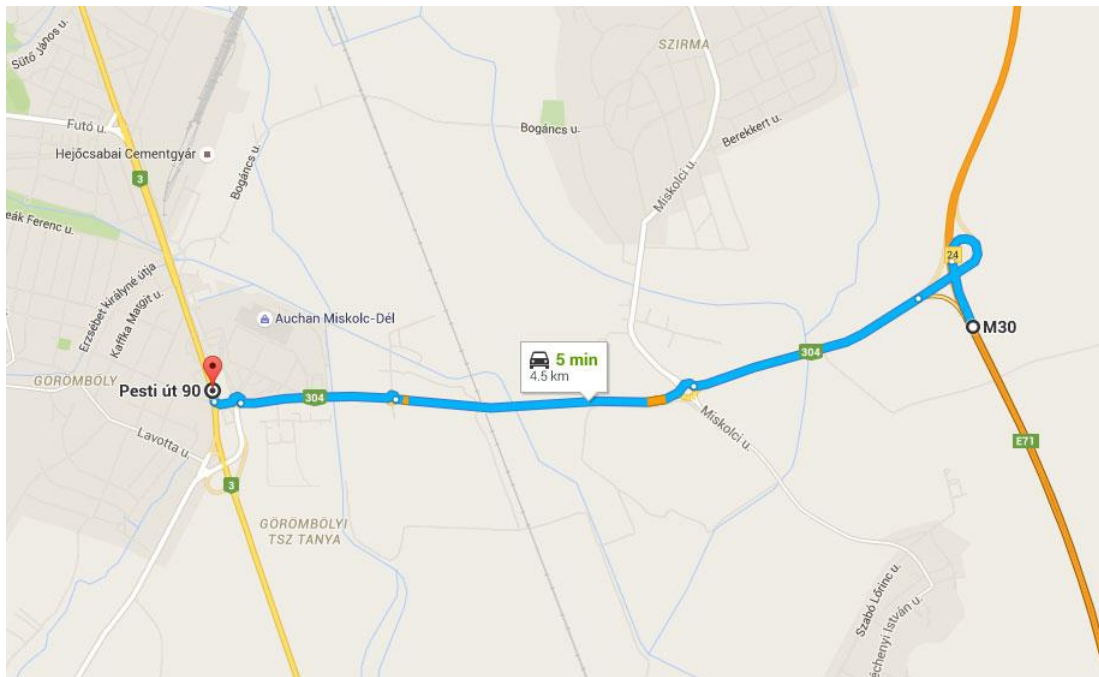 Sütő János u.
SZIRMA
Futó u.
Bogáncs u.
Berekkert u.
Hejőcsabai Cementgyár
3
Bogáncs u.
Miskolci u.
eák Ferenc u.
24
Erzsébet királyné útja
Kaffka Margit u.
Auchan Miskolc-Dél
M30
304
5 min
4.5 km
GÖRÖMBÖLY
Pesti út 90
304
Miskolci u.
Lavotta u.
E71
3
GÖRÖMBÖLYI
TSZ TANYA
Szabó Lőrinc u.
échenyi István u.